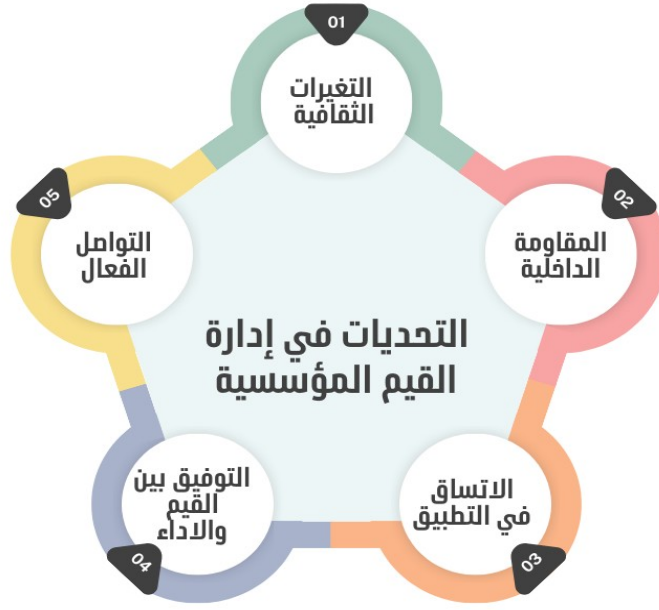 01
التغيرات
الثقافية
02
المقاومة
الداخلية
03
الاتساق
في التطبيق
04
التوفيق بين
القيم
والاداء
05
التواصل
الفعال
التحديات في إدارة
القيم المؤسسية